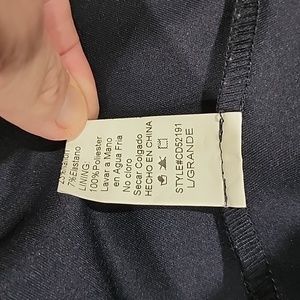 7%Elastano
LINING:
100%Poliester
Lavar a Mano
en Agua Fria
No cloro
Secar Colgado
HECHO EN CHINA
STYLE#CD52191
L/GRANDE